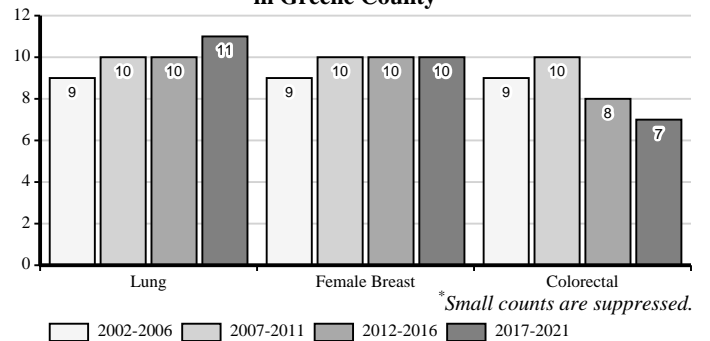 in Greene County
12
10
8
6
4
2
0
9 10 10 11
9 10 10 10
9 10 8 7
Lung Female Breast Colorectal
*Small counts are suppressed.
2002-2006 2007-2011 2012-2016 2017-2021